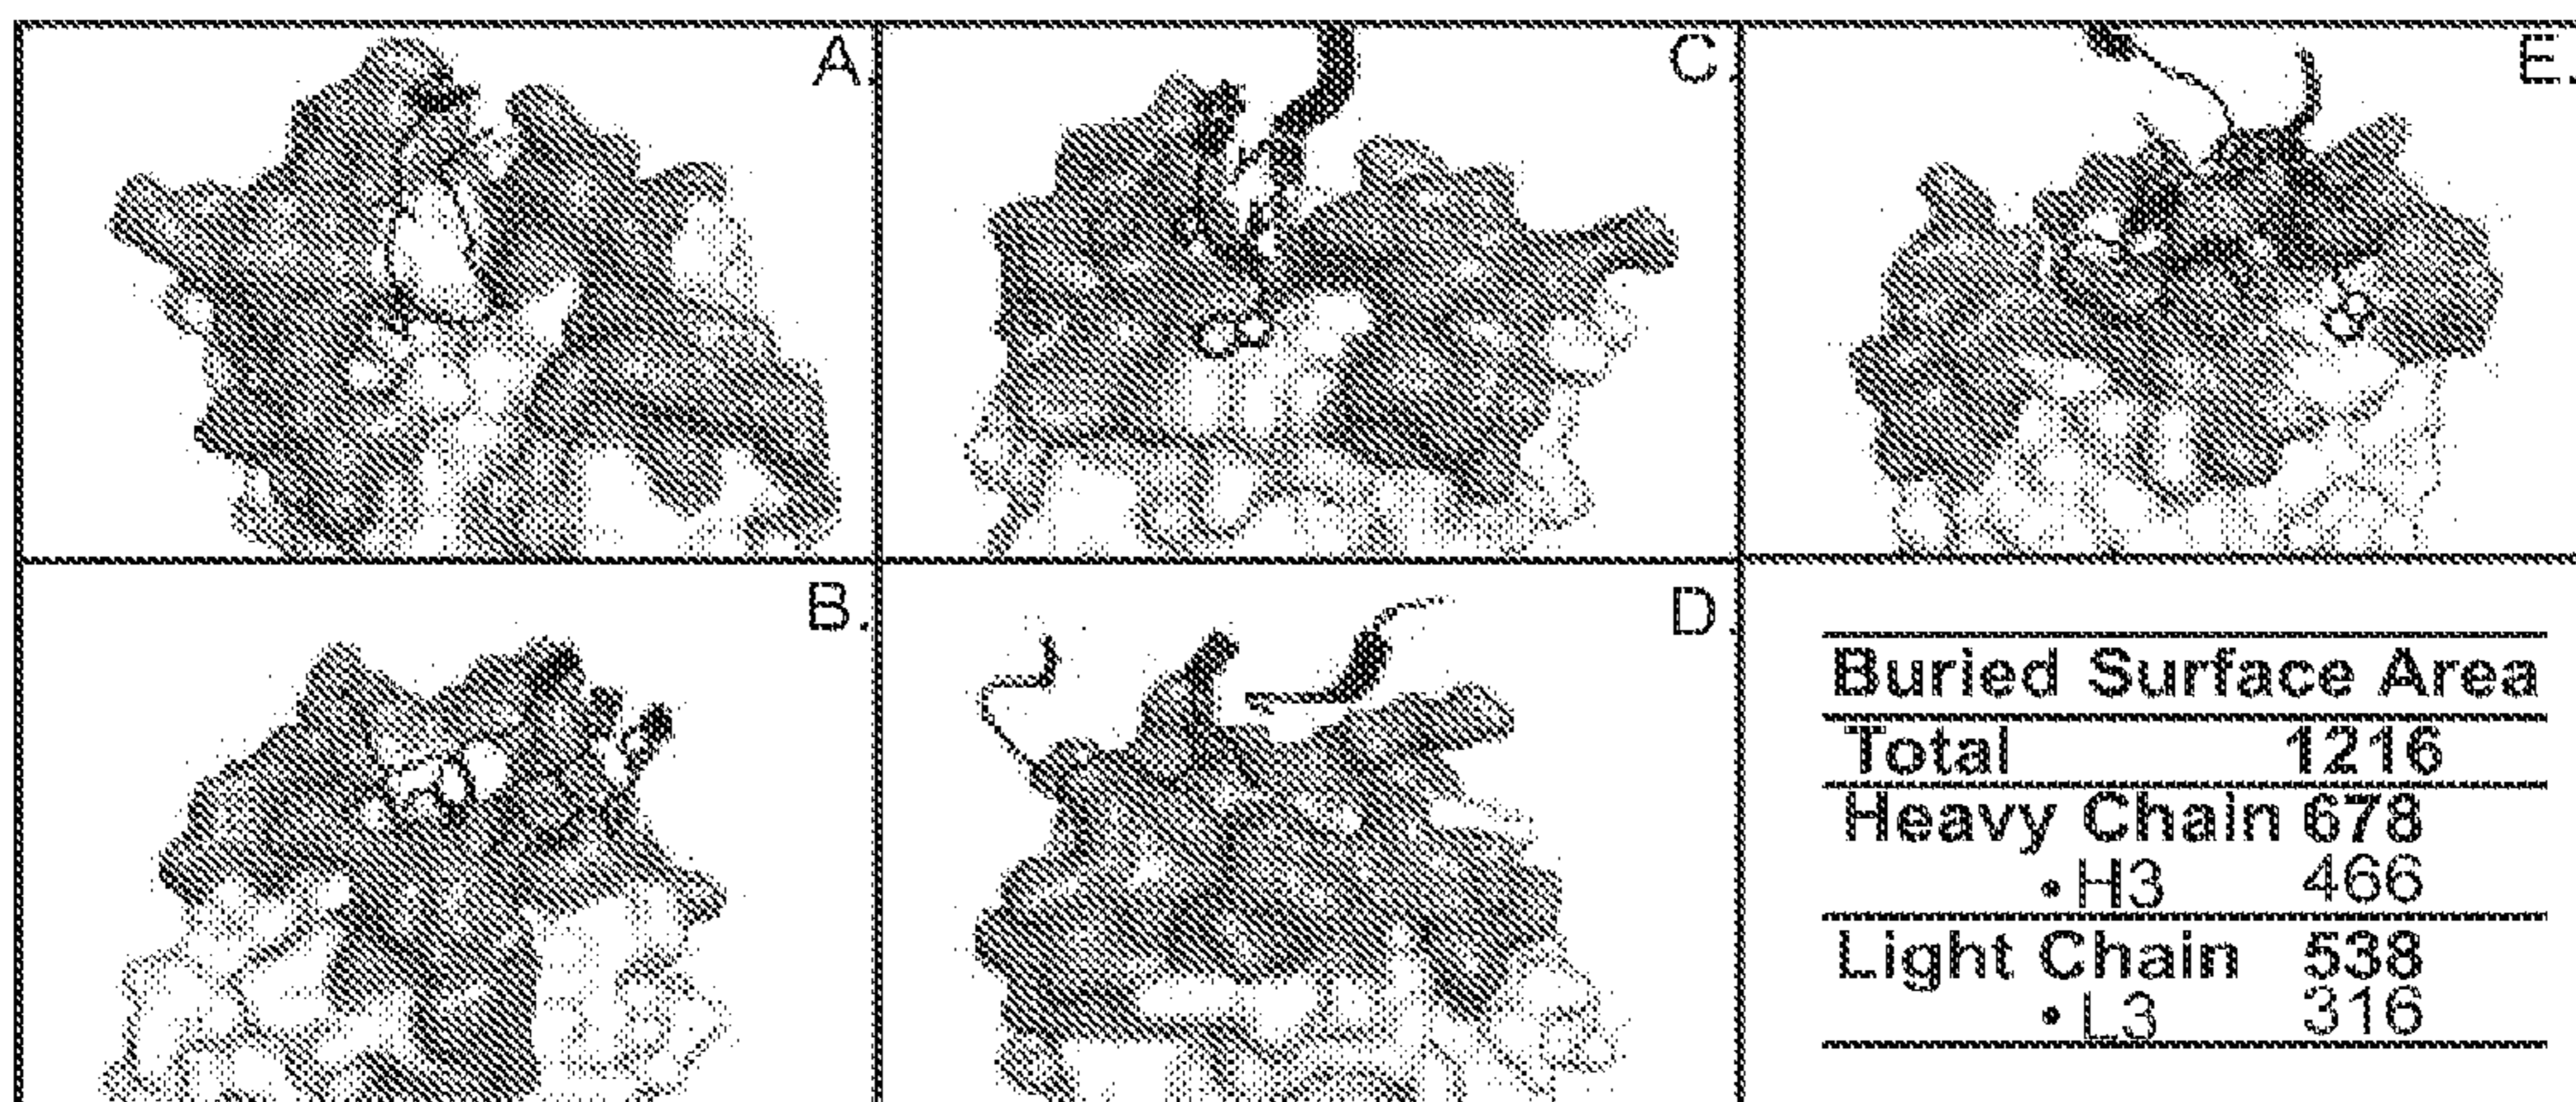 A.
C.
E.
B.
D.
Buried Surface Area
Total 1216
Heavy Chain 678
• H3 466
Light Chain 538
• L3 316